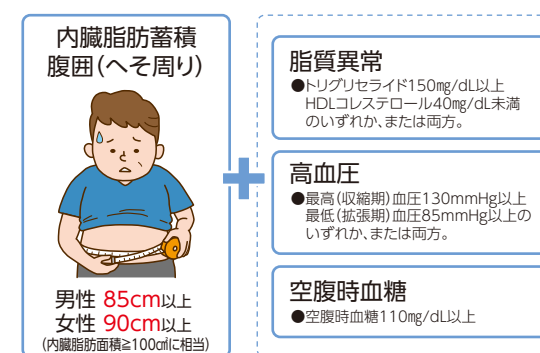 内臓脂肪蓄積
腹囲(へそ周り)
男性 85cm以上
女性 90cm以上
(内臓脂肪面積≧100㎠に相当)
脂質異常
●トリグリセライド150㎎/dL以上
HDLコレステロール40㎎/dL未満
のいずれか、または両方。
高血圧
●最高(収縮期)血圧130mmHg以上
最低(拡張期)血圧85mmHg以上の
いずれか、または両方。
空腹時血糖
●空腹時血糖110㎎/dL以上